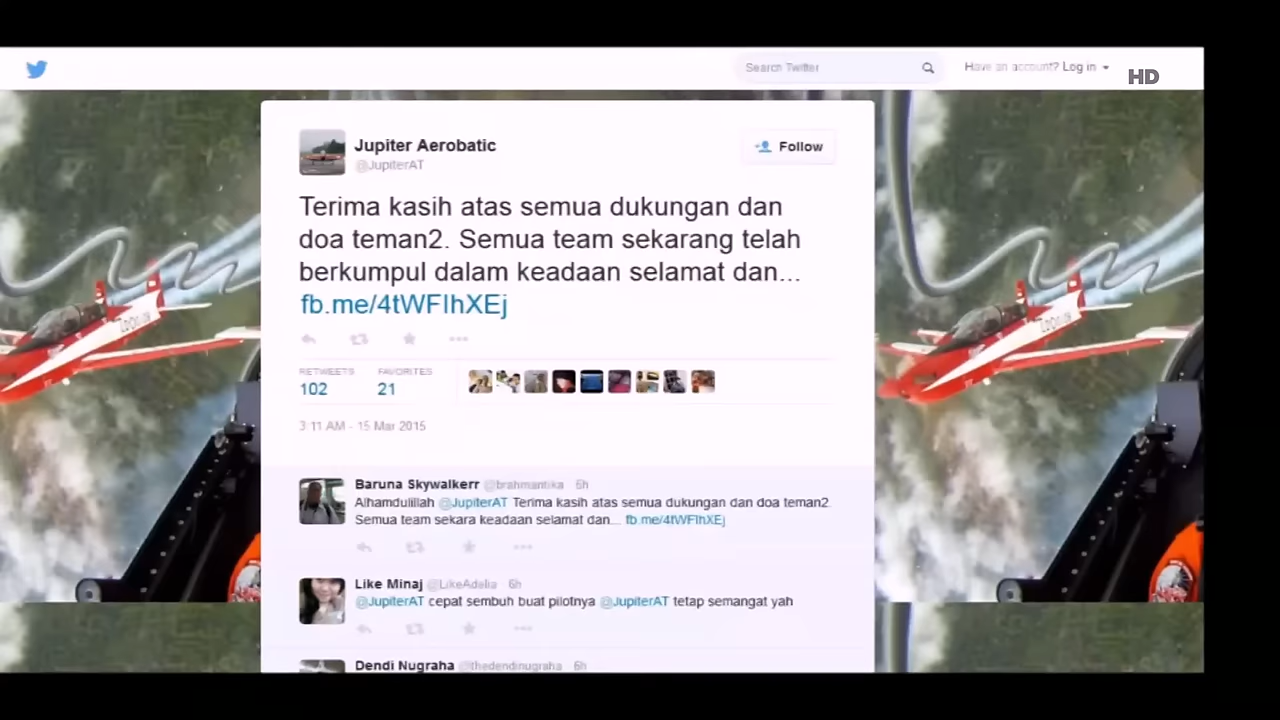 Search Twitter
Have an account? Log in
HD
Jupiter Aerobatic
@JupiterAT
Follow
Terima kasih atas semua dukungan dan
doa teman2. Semua team sekarang telah
berkumpul dalam keadaan selamat dan...
fb.me/4tWFIhXEj
RETWEETS
FAVORITES
102
21
3:11 AM - 15 Mar 2015
Baruna Skywalkerr @brahmantika 6h
Alhamdulillah @JupiterAT Terima kasih atas semua dukungan dan doa teman2
Semua team sekara keadaan selamat dan... fb.me/4tWFIhXEj
Like Minaj @LikeAdelia 6h
@JupiterAT cepat sembuh buat pilotnya @JupiterAT tetap semangat yah
Dendi Nugraha @thedendinugraha 6h